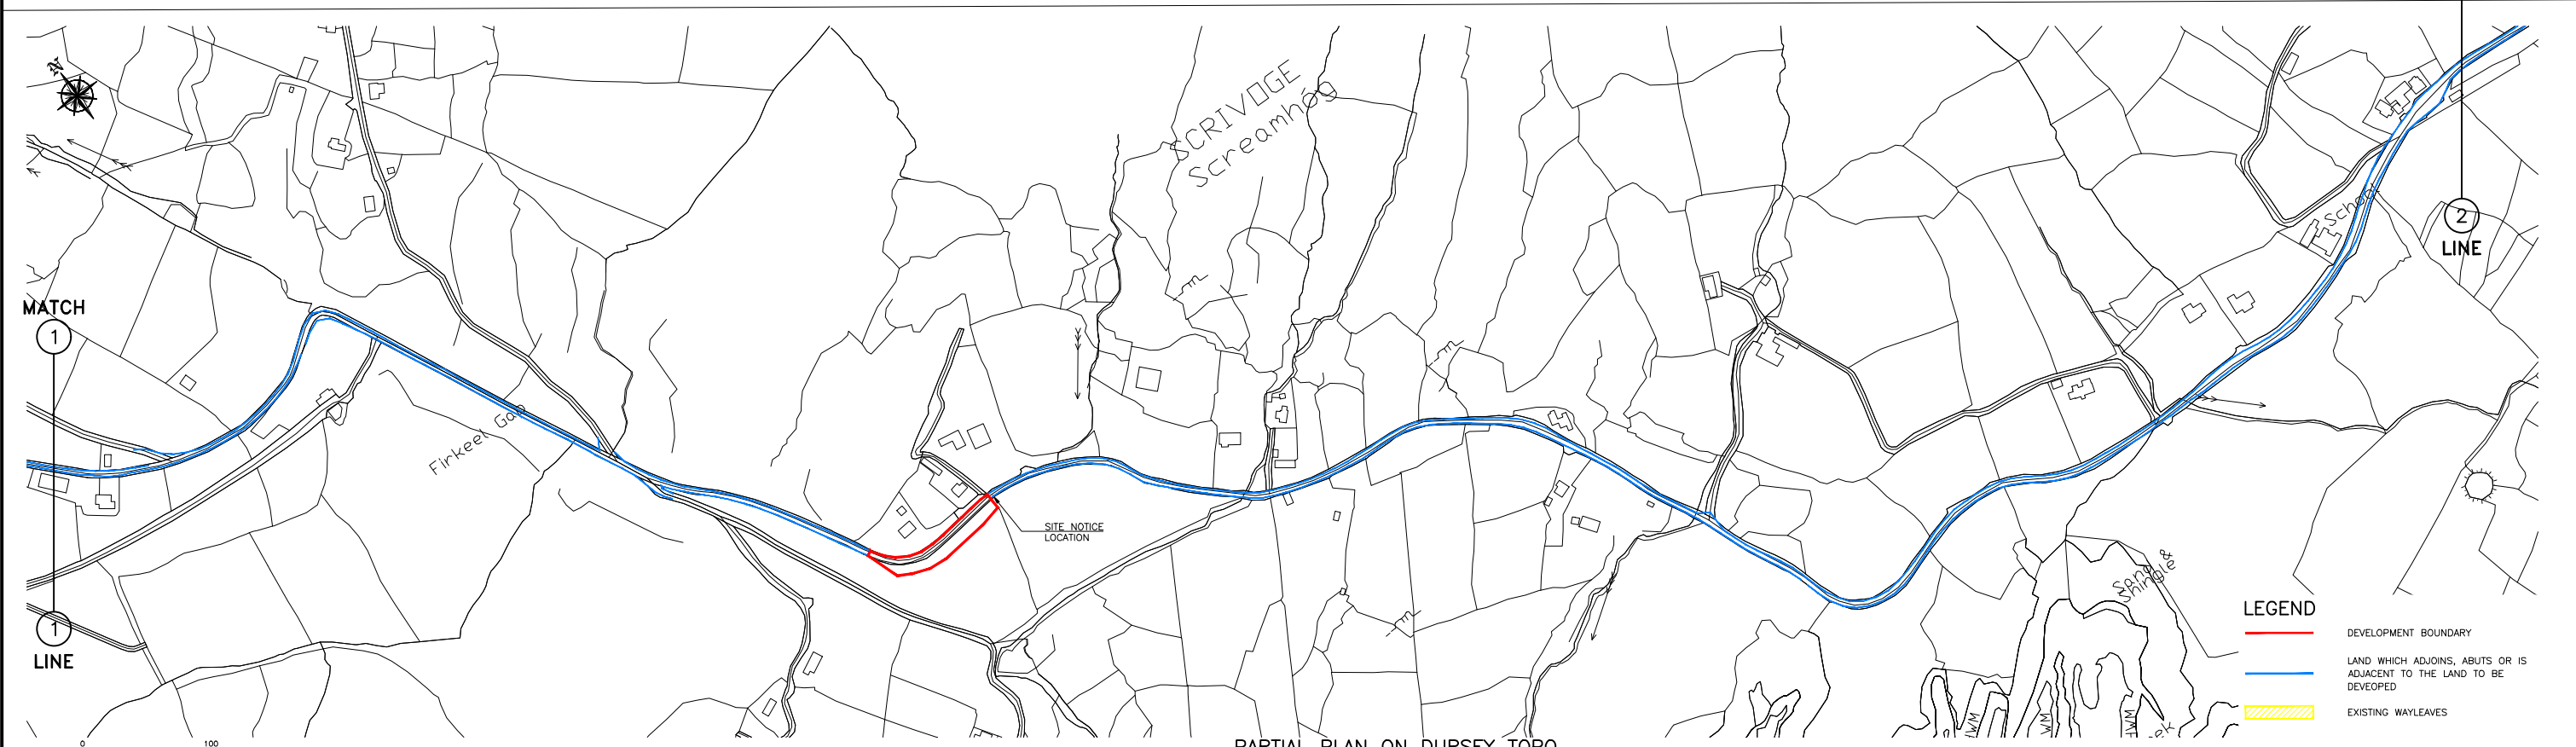 N
SCRIVOGE
Screamhóg
MATCH
1
1
LINE
Firkeel Gap
SITE NOTICE
LOCATION
School
2
LINE
Sand &
Shingle
LEGEND
DEVELOPMENT BOUNDARY
LAND WHICH ADJOINS, ABUTS OR IS
ADJACENT TO THE LAND TO BE
DEVEOPED
EXISTING WAYLEAVES
0 100
PARTIAL PLAN ON DURSEY TOPO